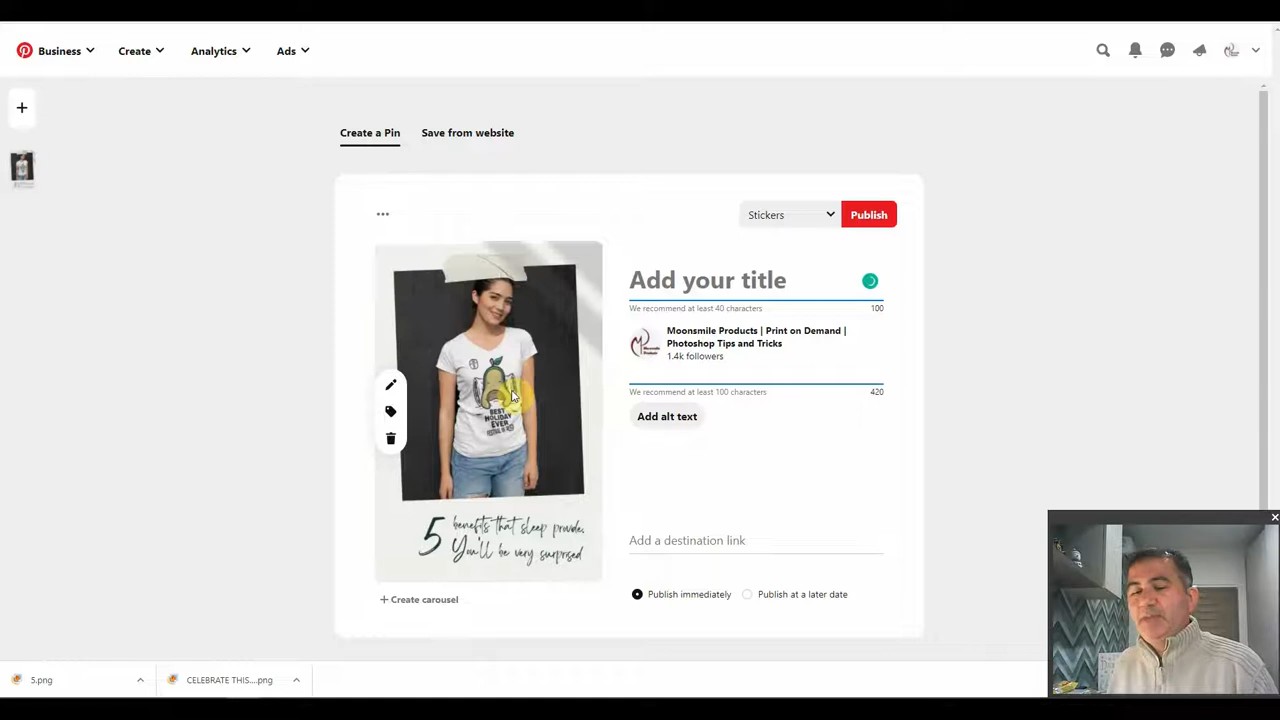 Business
Create
Analytics
Ads
Create a Pin
Save from website
Stickers
Publish
BEST
HOLIDAY
EVER
5 benefits that sleep provide.
You'll be very surprised
Add your title
We recommend at least 40 characters 100
Moonsmile Products | Print on Demand |
Photoshop Tips and Tricks
1.4k followers
We recommend at least 100 characters 420
Add alt text
Add a destination link
Publish immediately
Publish at a later date
Create carousel
5.png
CELEBRATE THIS....png